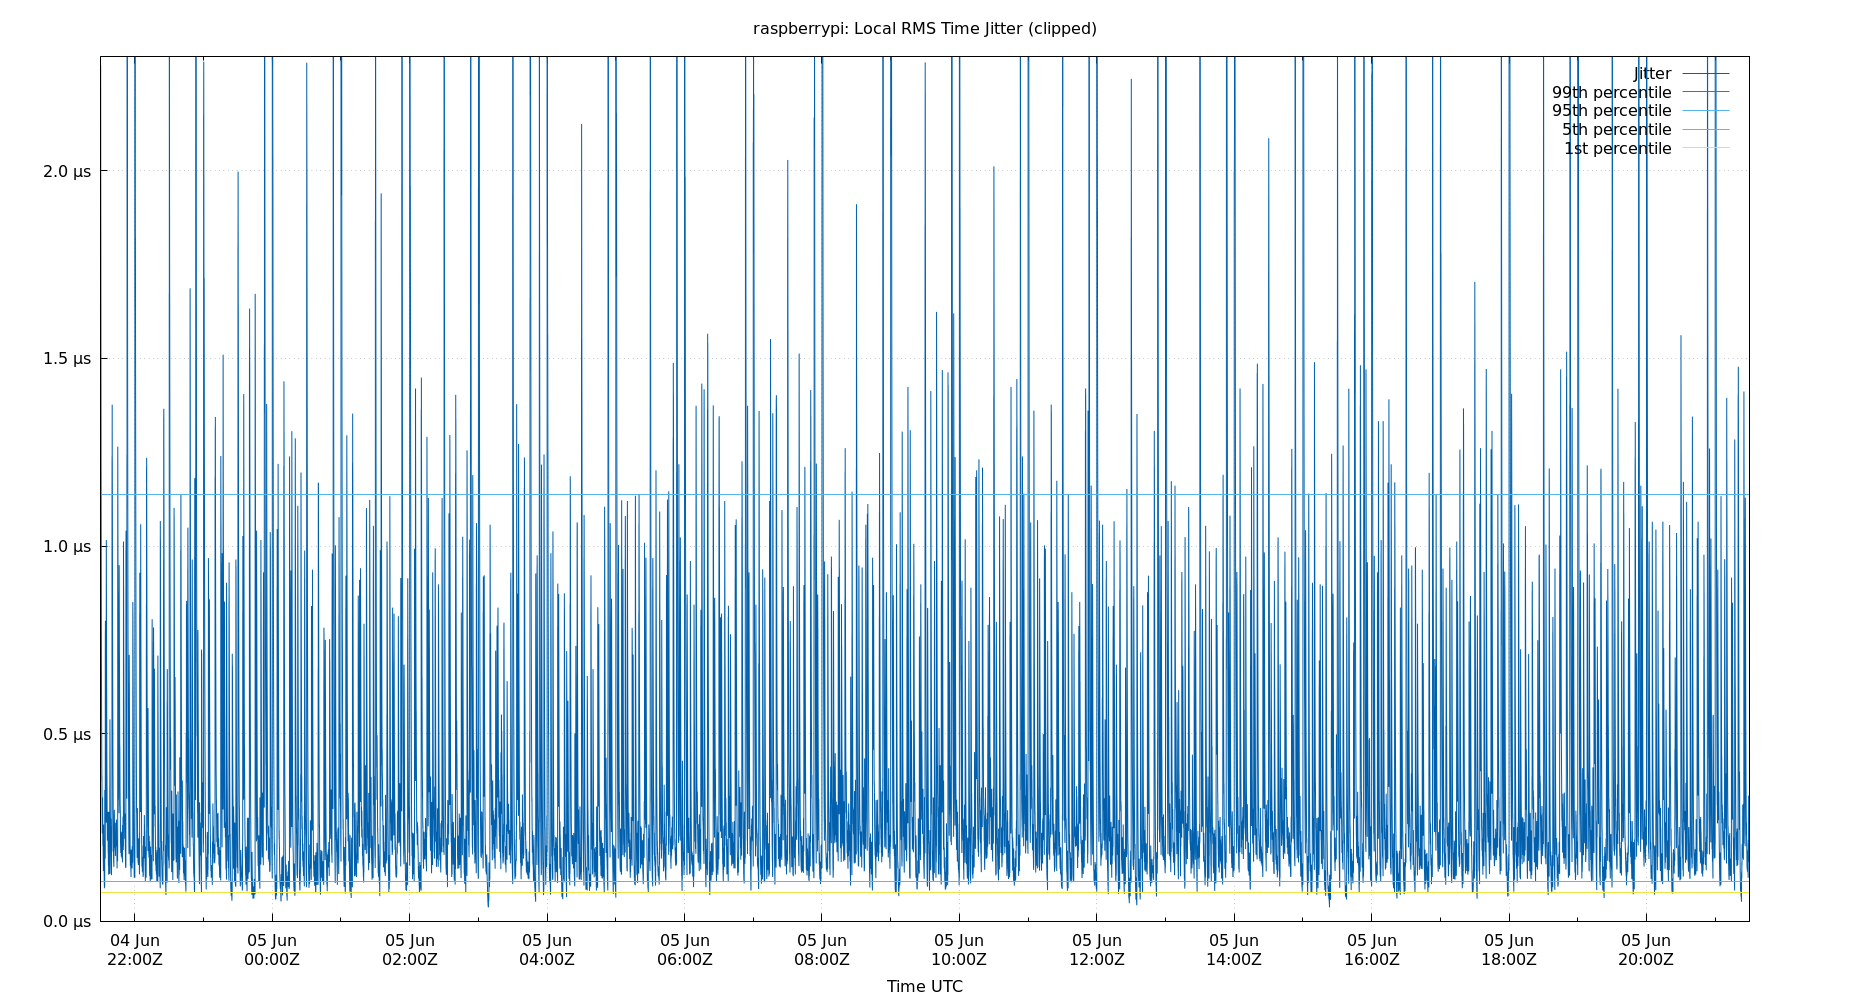 raspberrypi: Local RMS Time Jitter (clipped)
Jitter
99th percentile
95th percentile
5th percentile
1st percentile
2.0 µs
1.5 µs
1.0 µs
0.5 µs
0.0 µs
04 Jun 05 Jun 05 Jun 05 Jun 05 Jun 05 Jun 05 Jun 05 Jun 05 Jun 05 Jun 05 Jun 05 Jun
22:00Z 00:00Z 02:00Z 04:00Z 06:00Z 08:00Z 10:00Z 12:00Z 14:00Z 16:00Z 18:00Z 20:00Z
Time UTC